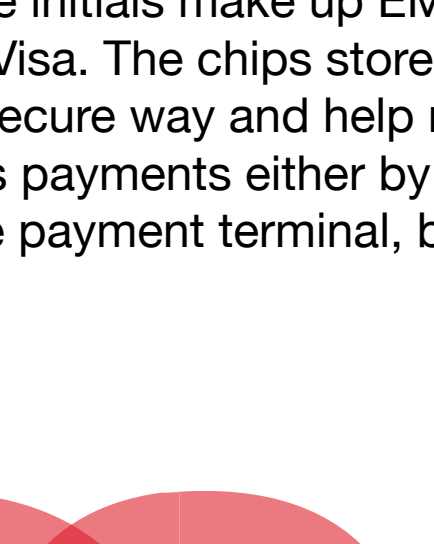 e initials make up EM
Visa. The chips store
ecure way and help
s payments either by
e payment terminal, b